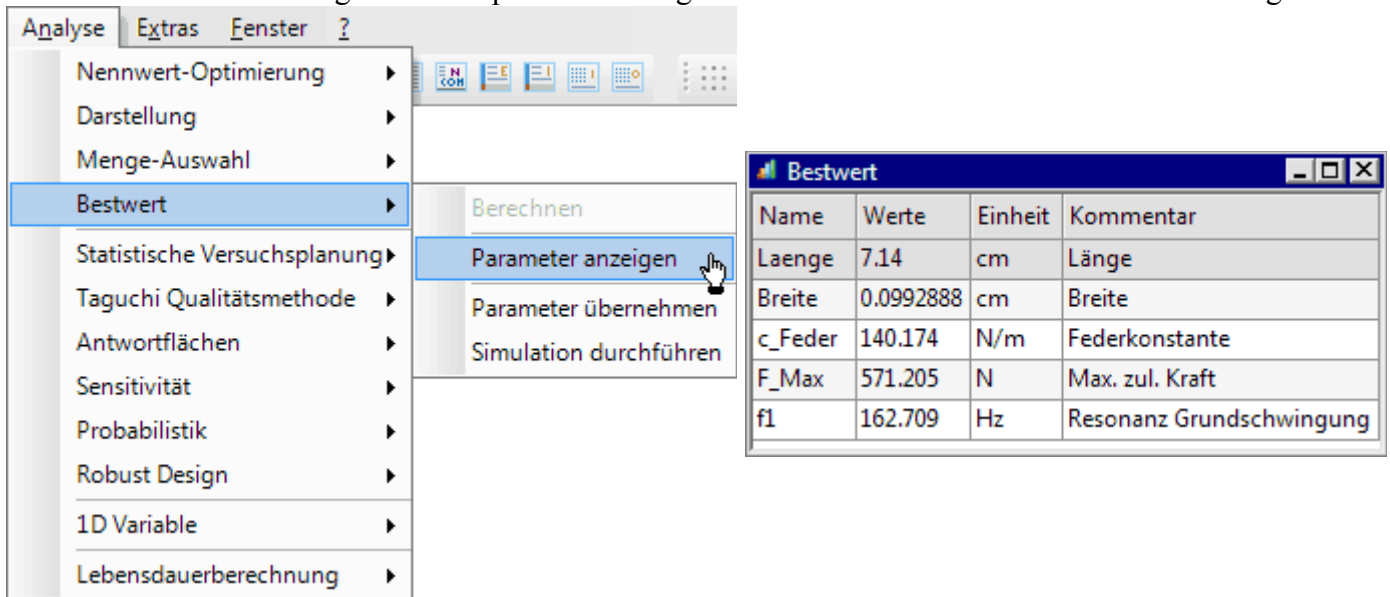 Analyse Extras Fenster ?
Nennwert-Optimierung
Darstellung
Menge-Auswahl
Bestwert
Statistische Versuchsplanung
Taguchi Qualitätsmethode
Antwortflächen
Sensitivität
Probabilistik
Robust Design
1D Variable
Lebensdauerberechnung
Berechnen
Parameter anzeigen
Parameter übernehmen
Simulation durchführen
Bestwert
Name Werte Einheit Kommentar
Laenge 7.14 cm Länge
Breite 0.0992888 cm Breite
c_Feder 140.174 N/m Federkonstante
F_Max 571.205 N Max. zul. Kraft
f1 162.709 Hz Resonanz Grundschwingung